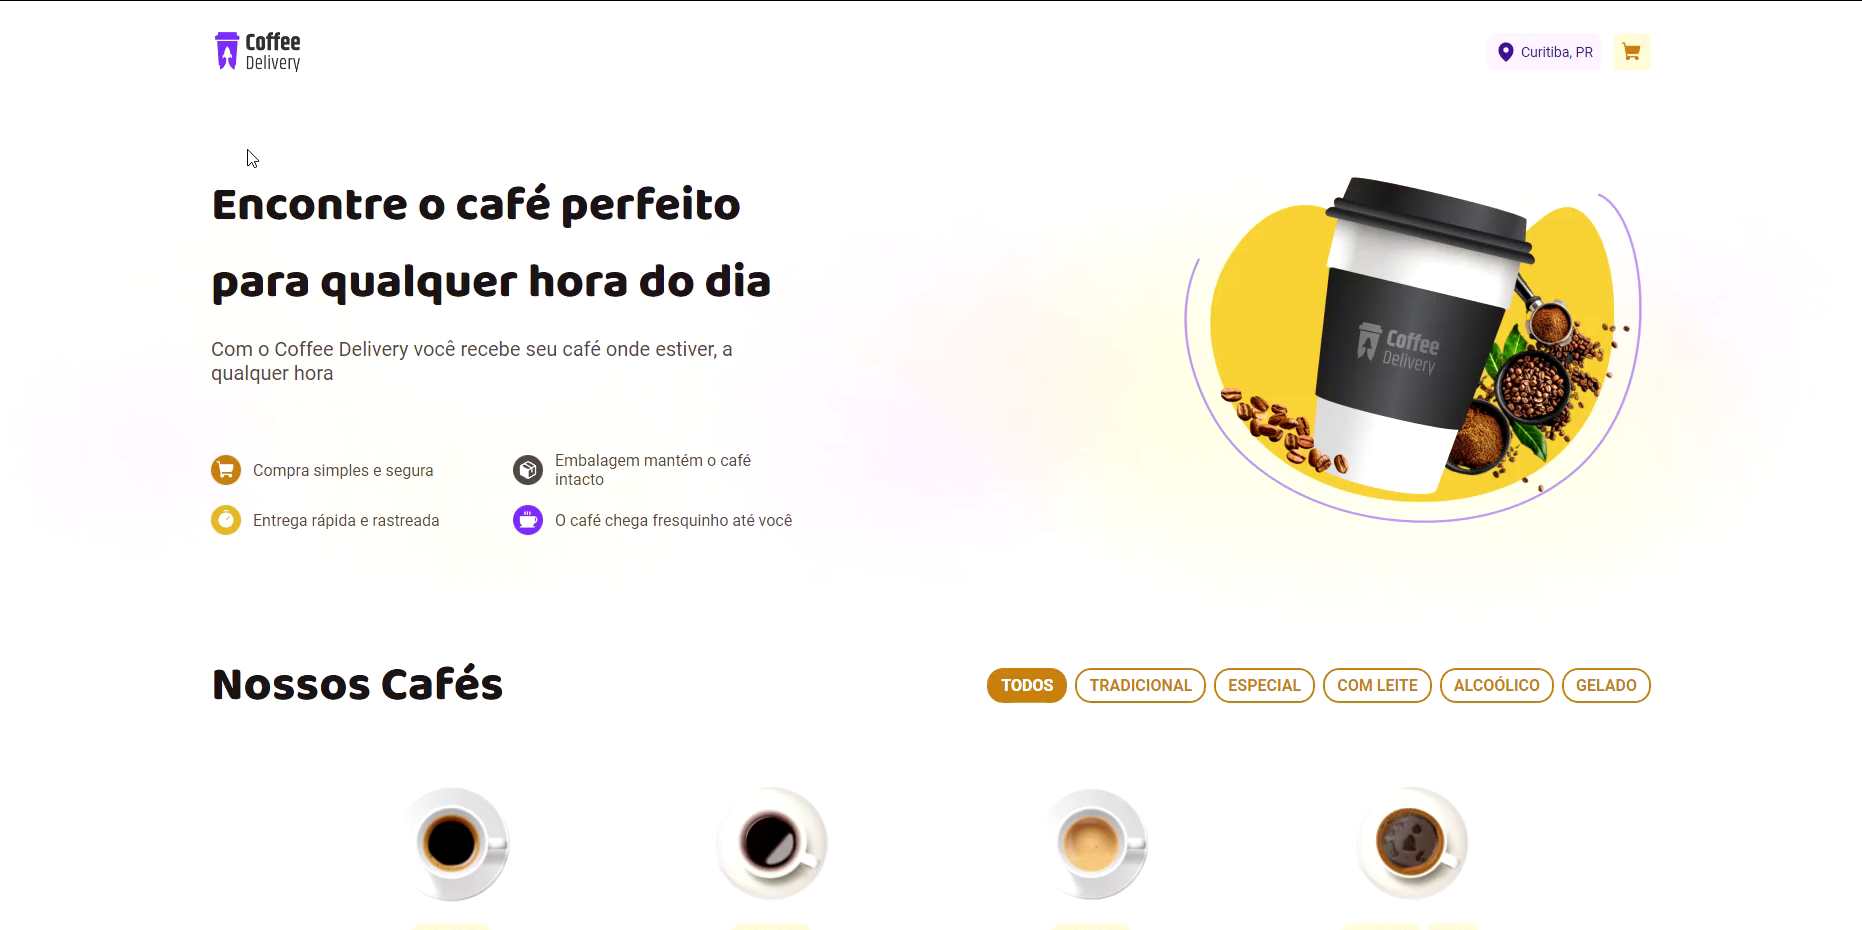 Coffee
Delivery
Curitiba, PR
Encontre o café perfeito
para qualquer hora do dia
Com o Coffee Delivery você recebe seu café onde estiver, a
qualquer hora
Coffee
Delivery
Compra simples e segura
Embalagem mantém o café
intacto
Entrega rápida e rastreada
O café chega fresquinho até você
Nossos Cafés
TODOS
TRADICIONAL
ESPECIAL
COM LEITE
ALCOÓLICO
GELADO